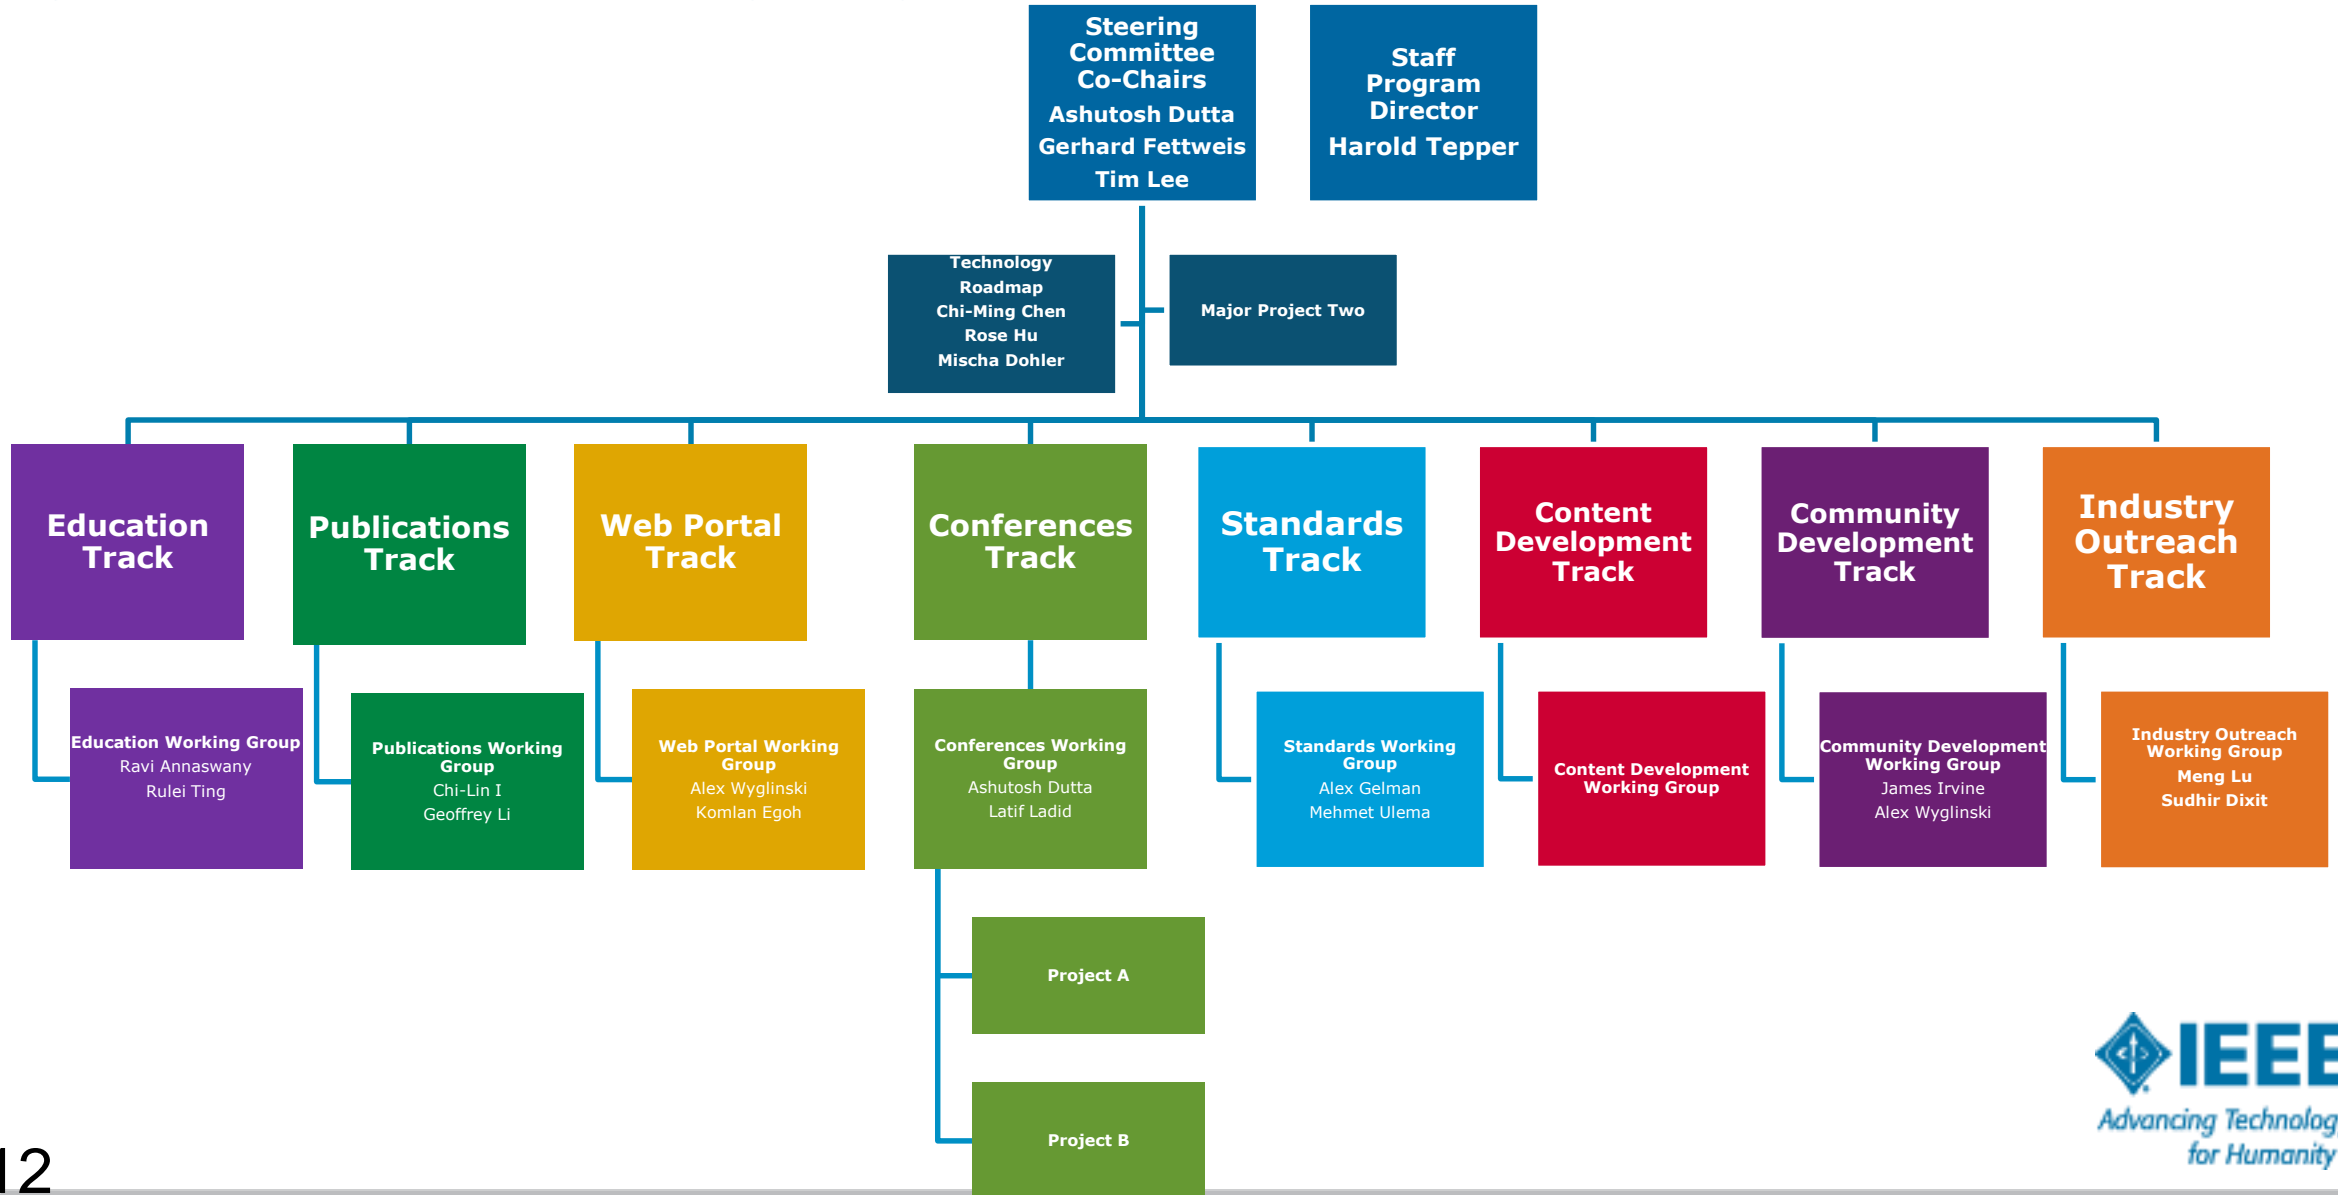 Steering
Committee
Co-Chairs
Ashutosh Dutta
Gerhard Fettweis
Tim Lee
Staff
Program
Director
Harold Tepper
Technology
Roadmap
Chi-Ming Chen
Rose Hu
Mischa Dohler
Major Project Two
Education
Track
Publications
Track
Web Portal
Track
Conferences
Track
Standards
Track
Content
Development
Track
Community
Development
Track
Industry
Outreach
Track
Education Working Group
Ravi Annaswany
Rulei Ting
Publications Working
Group
Chi-Lin I
Geoffrey Li
Web Portal Working
Group
Alex Wyglinski
Komlan Egoh
Conferences Working
Group
Ashutosh Dutta
Latif Ladid
Standards Working
Group
Alex Gelman
Mehmet Ulema
Content Development
Working Group
Community Development
Working Group
James Irvine
Alex Wyglinski
Industry Outreach
Working Group
Meng Lu
Sudhir Dixit
Project A
Project B
IEEE
Advancing Technolog
for Humanity
12